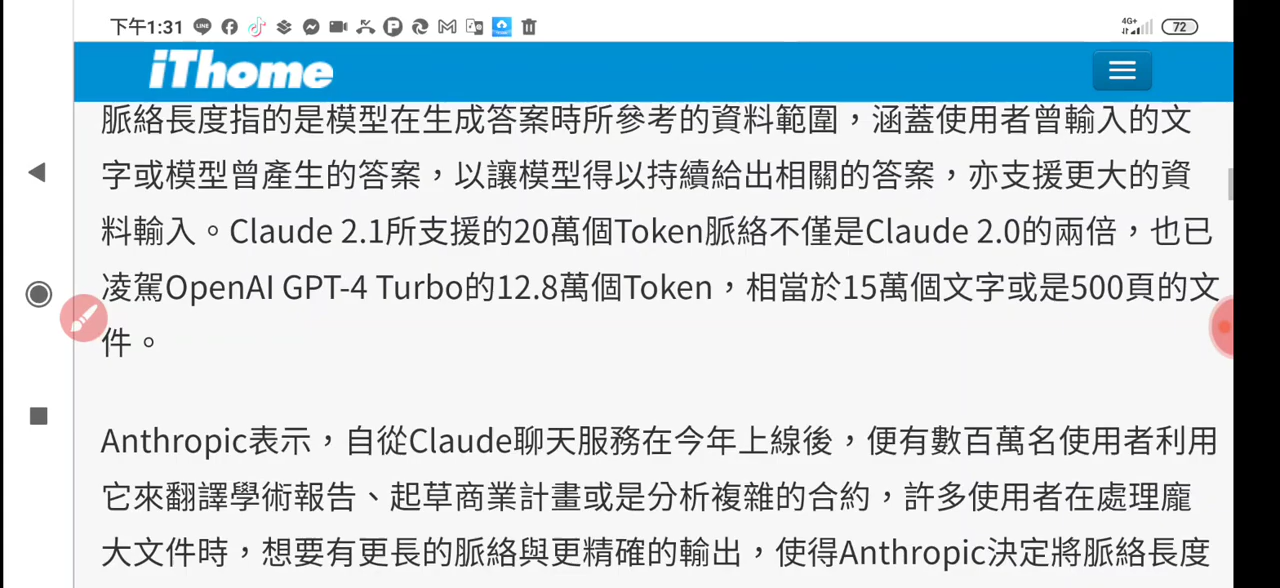 下午1:31
4G+
72
iThome
脈絡長度指的是模型在生成答案時所參考的資料範圍，涵蓋使用者曾輸入的文
字或模型曾產生的答案，以讓模型得以持續給出相關的答案，亦支援更大的資
料輸入。Claude 2.1所支援的20萬個Token脈絡不僅是Claude 2.0的兩倍，也已
凌駕OpenAI GPT-4 Turbo的12.8萬個Token，相當於15萬個文字或是500頁的文
件。
Anthropic表示，自從Claude聊天服務在今年上線後，便有數百萬名使用者利用
它來翻譯學術報告、起草商業計畫或是分析複雜的合約，許多使用者在處理龐
大文件時，想要有更長的脈絡與更精確的輸出，使得Anthropic決定將脈絡長度